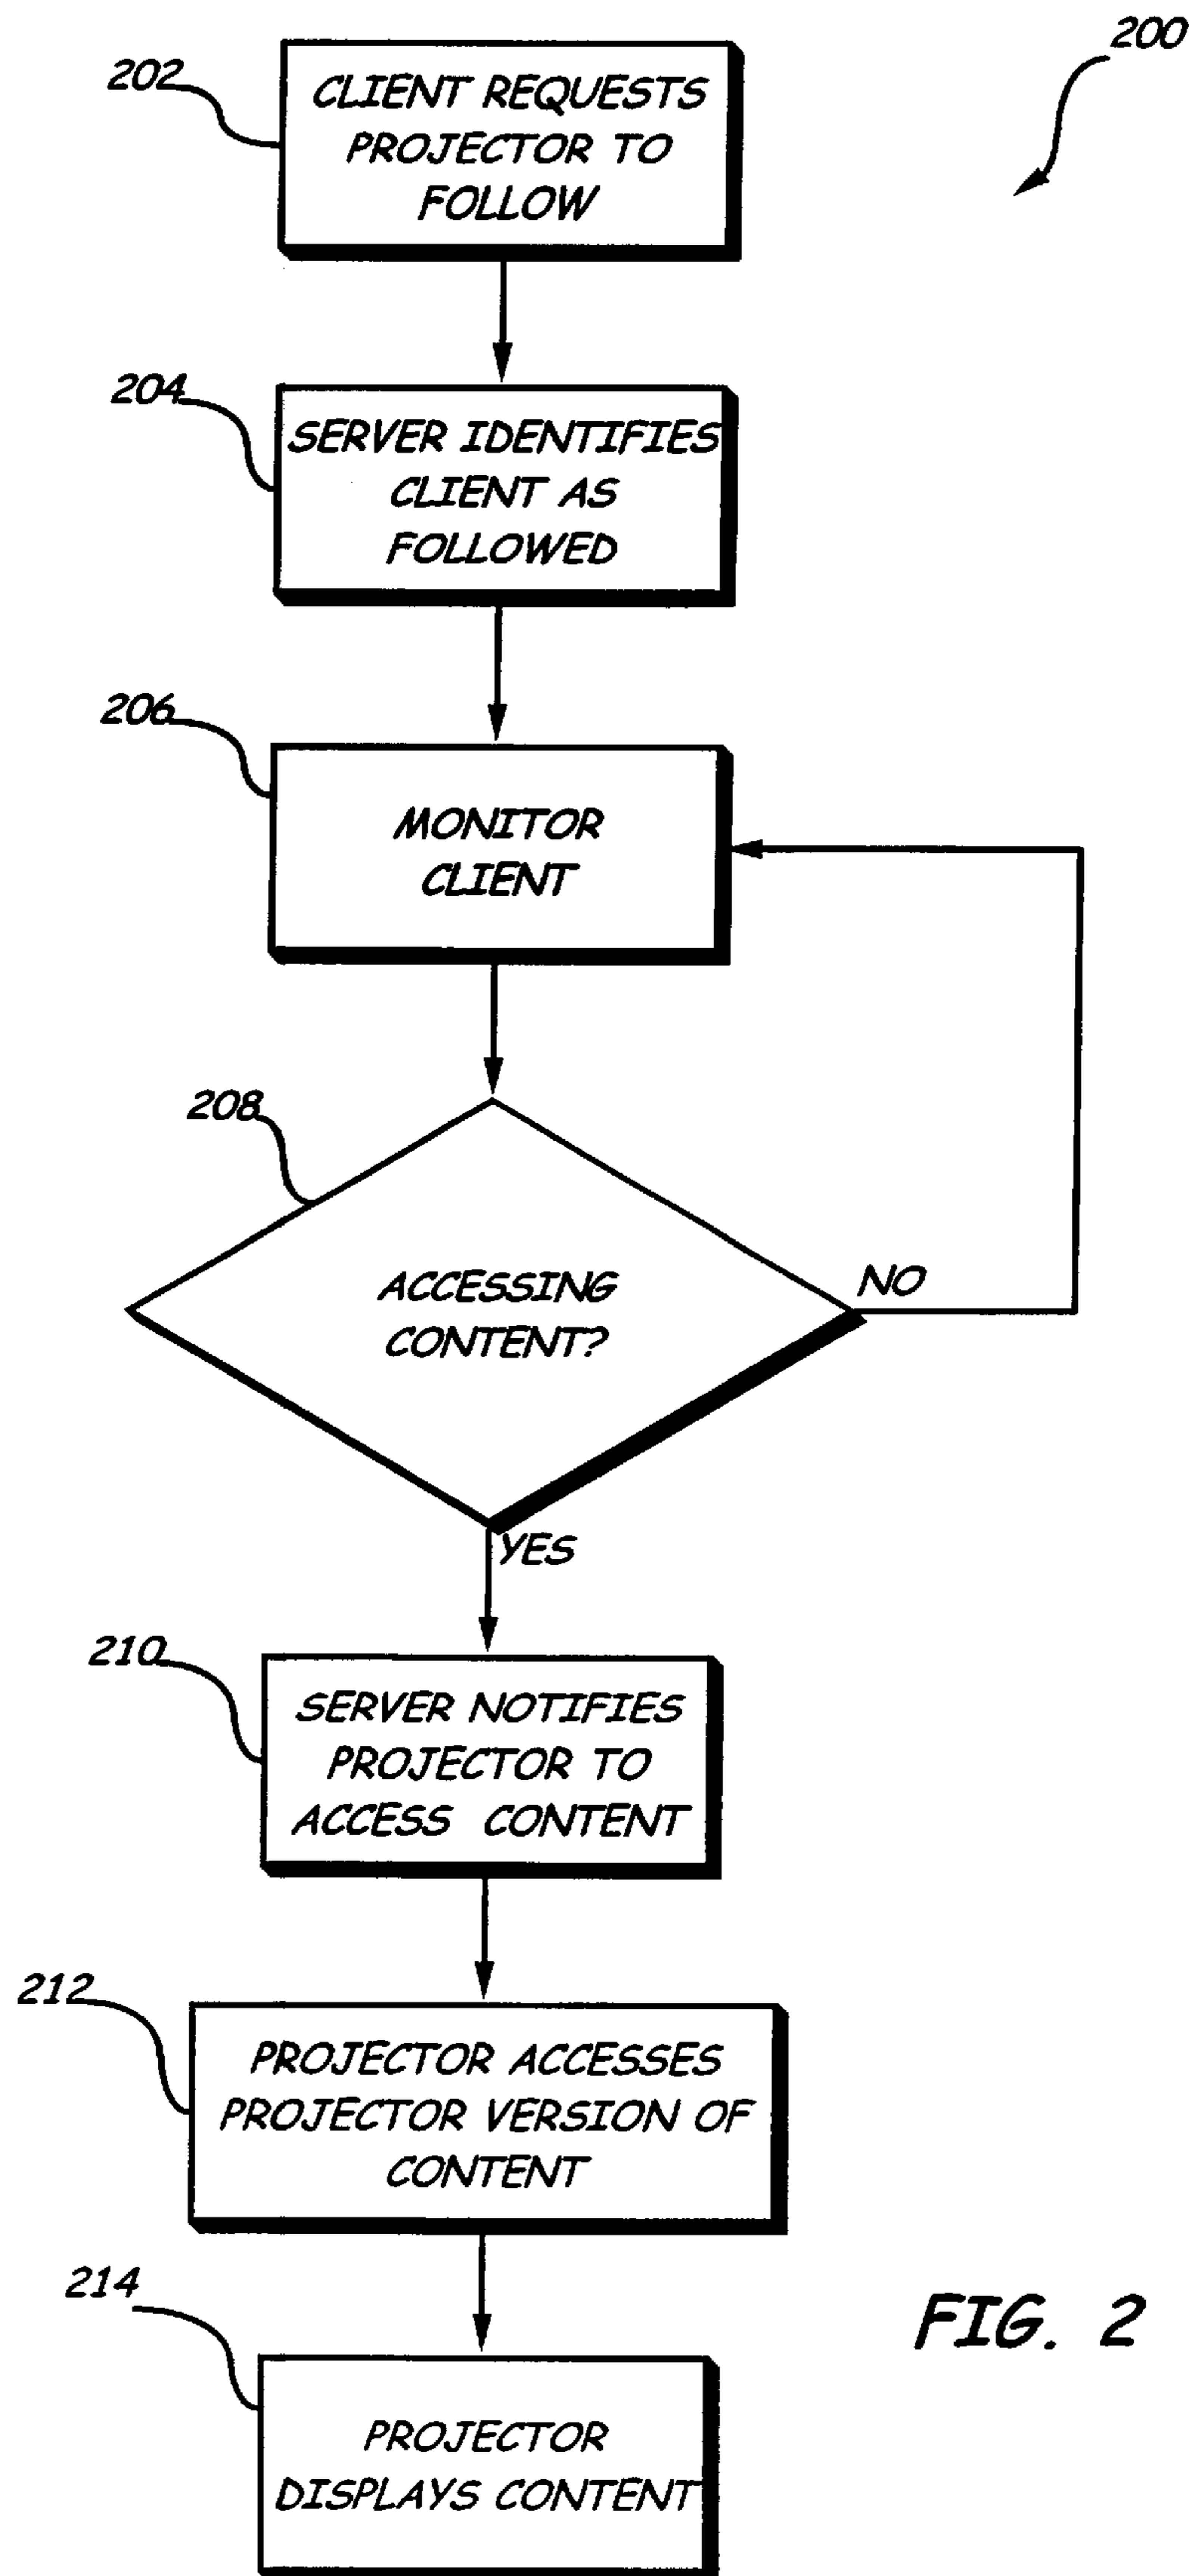 200
202
CLIENT REQUESTS
PROJECTOR TO
FOLLOW
204
SERVER IDENTIFIES
CLIENT AS
FOLLOWED
206
MONITOR
CLIENT
208
ACCESSING
CONTENT?
NO
YES
210
SERVER NOTIFIES
PROJECTOR TO
ACCESS CONTENT
212
PROJECTOR ACCESSES
PROJECTOR VERSION OF
CONTENT
214
PROJECTOR
DISPLAYS CONTENT
FIG. 2